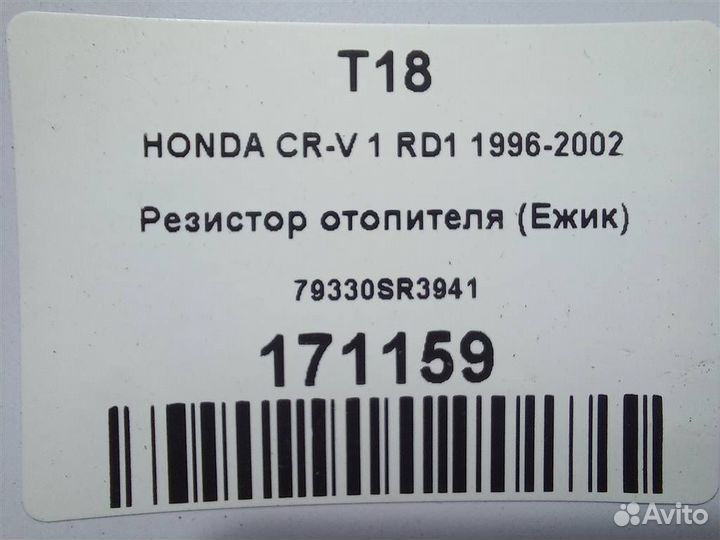 T18
HONDA CR-V 1 RD1 1996-2002
Резистор отопителя (Ежик)
79330SR3941
171159
Avito